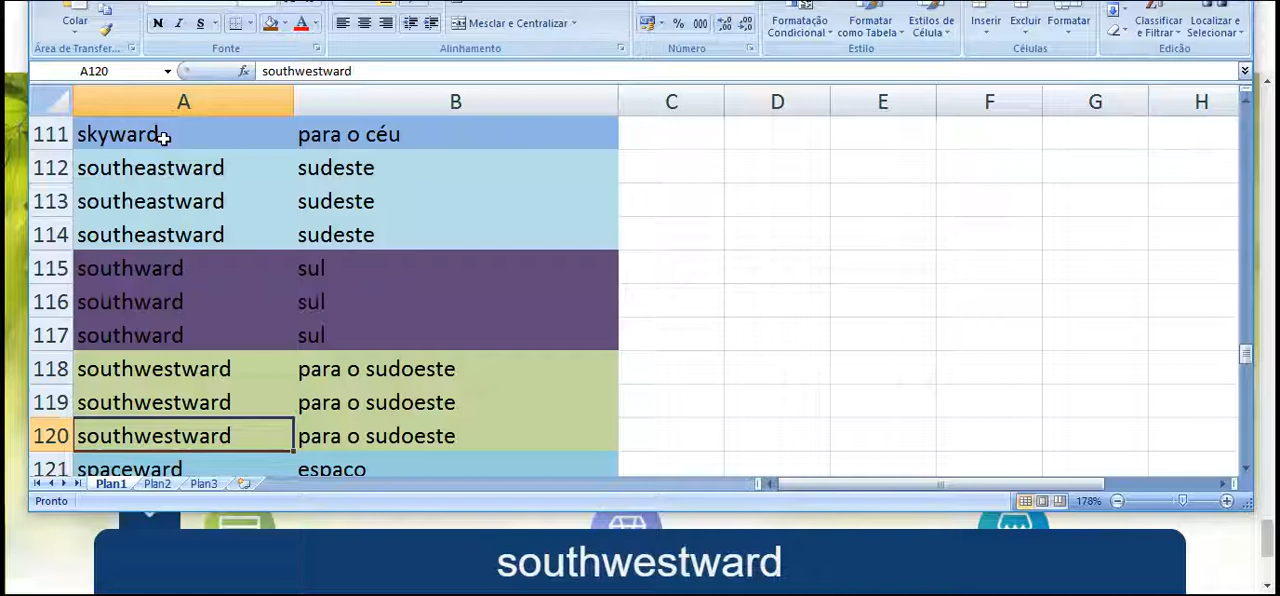 Colar
N I S A
Mesclar e Centralizar
% 000
Formatação Condicional
Formatar como Tabela
Estilos de Célula
Inserir Excluir Formatar
Classificar e Filtrar
Localizar e Selecionar
Área de Transfer... Fonte Alinhamento Número Estilo Células Edicão
A120 fx southwestward
A B C D E F G H
111 skyward para o céu
112 southeastward sudeste
113 southeastward sudeste
114 southeastward sudeste
115 southward sul
116 southward sul
117 southward sul
118 southwestward para o sudoeste
119 southwestward para o sudoeste
120 southwestward para o sudoeste
121 spaceward espaco
Plan1 Plan2 Plan3
Pronto 178%
southwestward